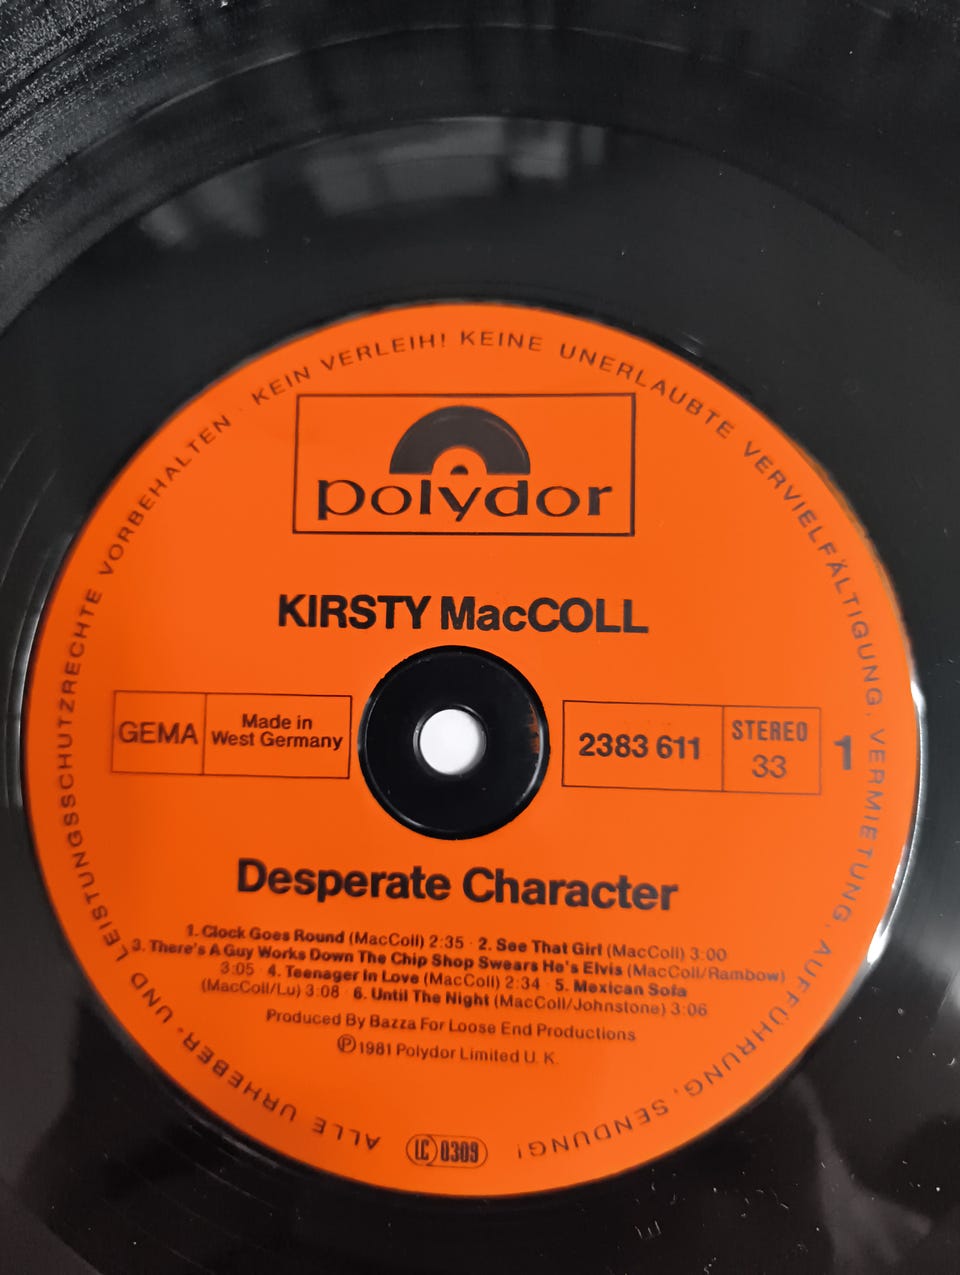 ALLE URHEBER- UND LEISTUNGSSCHUTZRECHTE VORBEHALTEN · KEIN VERLEIH! KEINE UNERLAUBTE VERVIELFÄLTIGUNG, VERMIETUNG, AUFFÜHRUNG, SENDUNG!
polydor
KIRSTY MacCOLL
GEMA
Made in
West Germany
2383 611
STEREO
33
1
Desperate Character
1. Clock Goes Round (MacColl) 2:35 · 2. See That Girl (MacColl) 3:00
3. There's A Guy Works Down The Chip Shop Swears He's Elvis (MacColl/Rambow)
3:05 · 4. Teenager In Love (MacColl) 2:34 · 5. Mexican Sofa
(MacColl/Lu) 3:08 · 6. Until The Night (MacColl/Johnstone) 3:06
Produced By Bazza For Loose End Productions
Ⓟ 1981 Polydor Limited U. K.
LC 0309